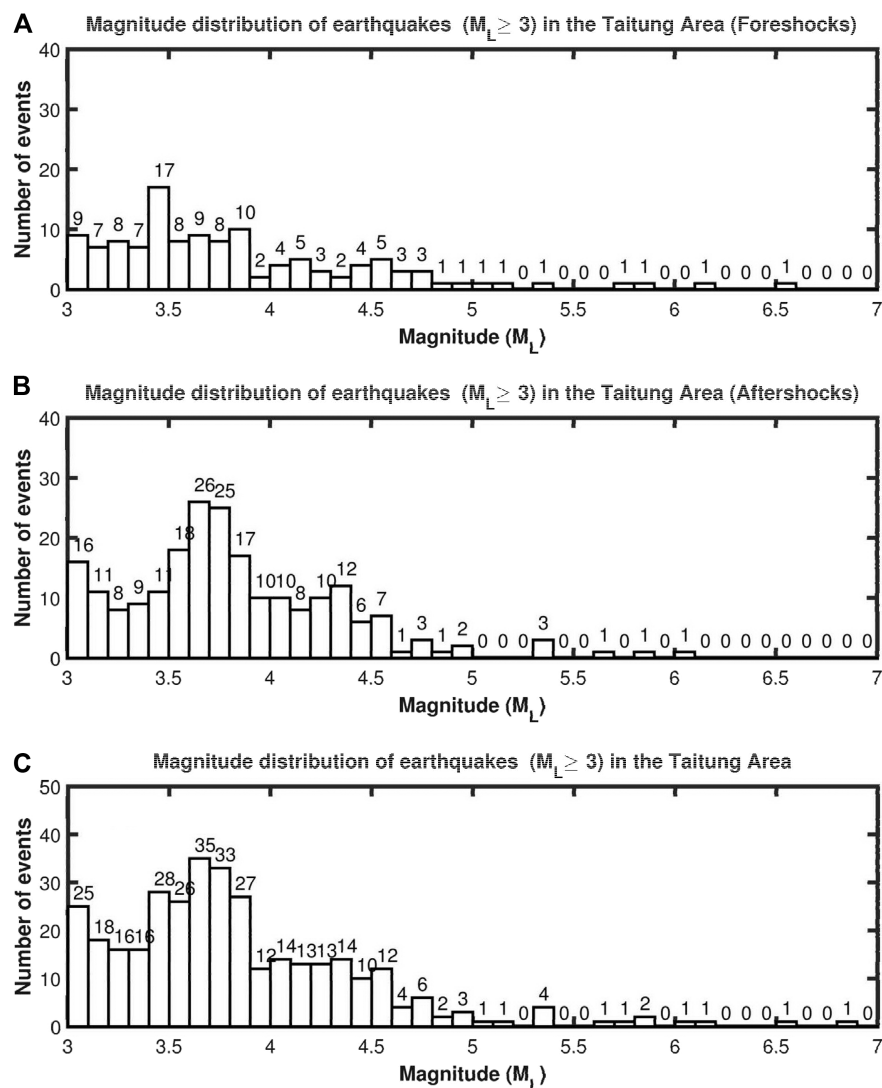 A Magnitude distribution of earthquakes (M_L ≥ 3) in the Taitung Area (Foreshocks)
Number of events
40
30
20
10
0
9 7 8 7 17 8 9 8 10 2 4 5 3 2 4 5 3 3 1 1 1 1 0 1 0 0 0 1 1 0 0 1 0 0 0 1 0 0 0 0
3 3.5 4 4.5 5 5.5 6 6.5 7
Magnitude (M_L)
B Magnitude distribution of earthquakes (M_L ≥ 3) in the Taitung Area (Aftershocks)
Number of events
40
30
20
10
0
16 11 8 9 11 18 26 25 17 10 10 8 10 12 6 7 1 3 1 2 0 0 0 3 0 0 1 0 1 0 1 0 0 0 0 0 0 0 0 0
3 3.5 4 4.5 5 5.5 6 6.5 7
Magnitude (M_L)
C Magnitude distribution of earthquakes (M_L ≥ 3) in the Taitung Area
Number of events
50
40
30
20
10
0
25 18 16 16 28 26 35 33 27 12 14 13 13 14 10 12 4 6 2 3 1 1 0 4 0 0 1 1 2 0 1 1 0 0 0 1 0 0 1 0
3 3.5 4 4.5 5 5.5 6 6.5 7
Magnitude (M_L)